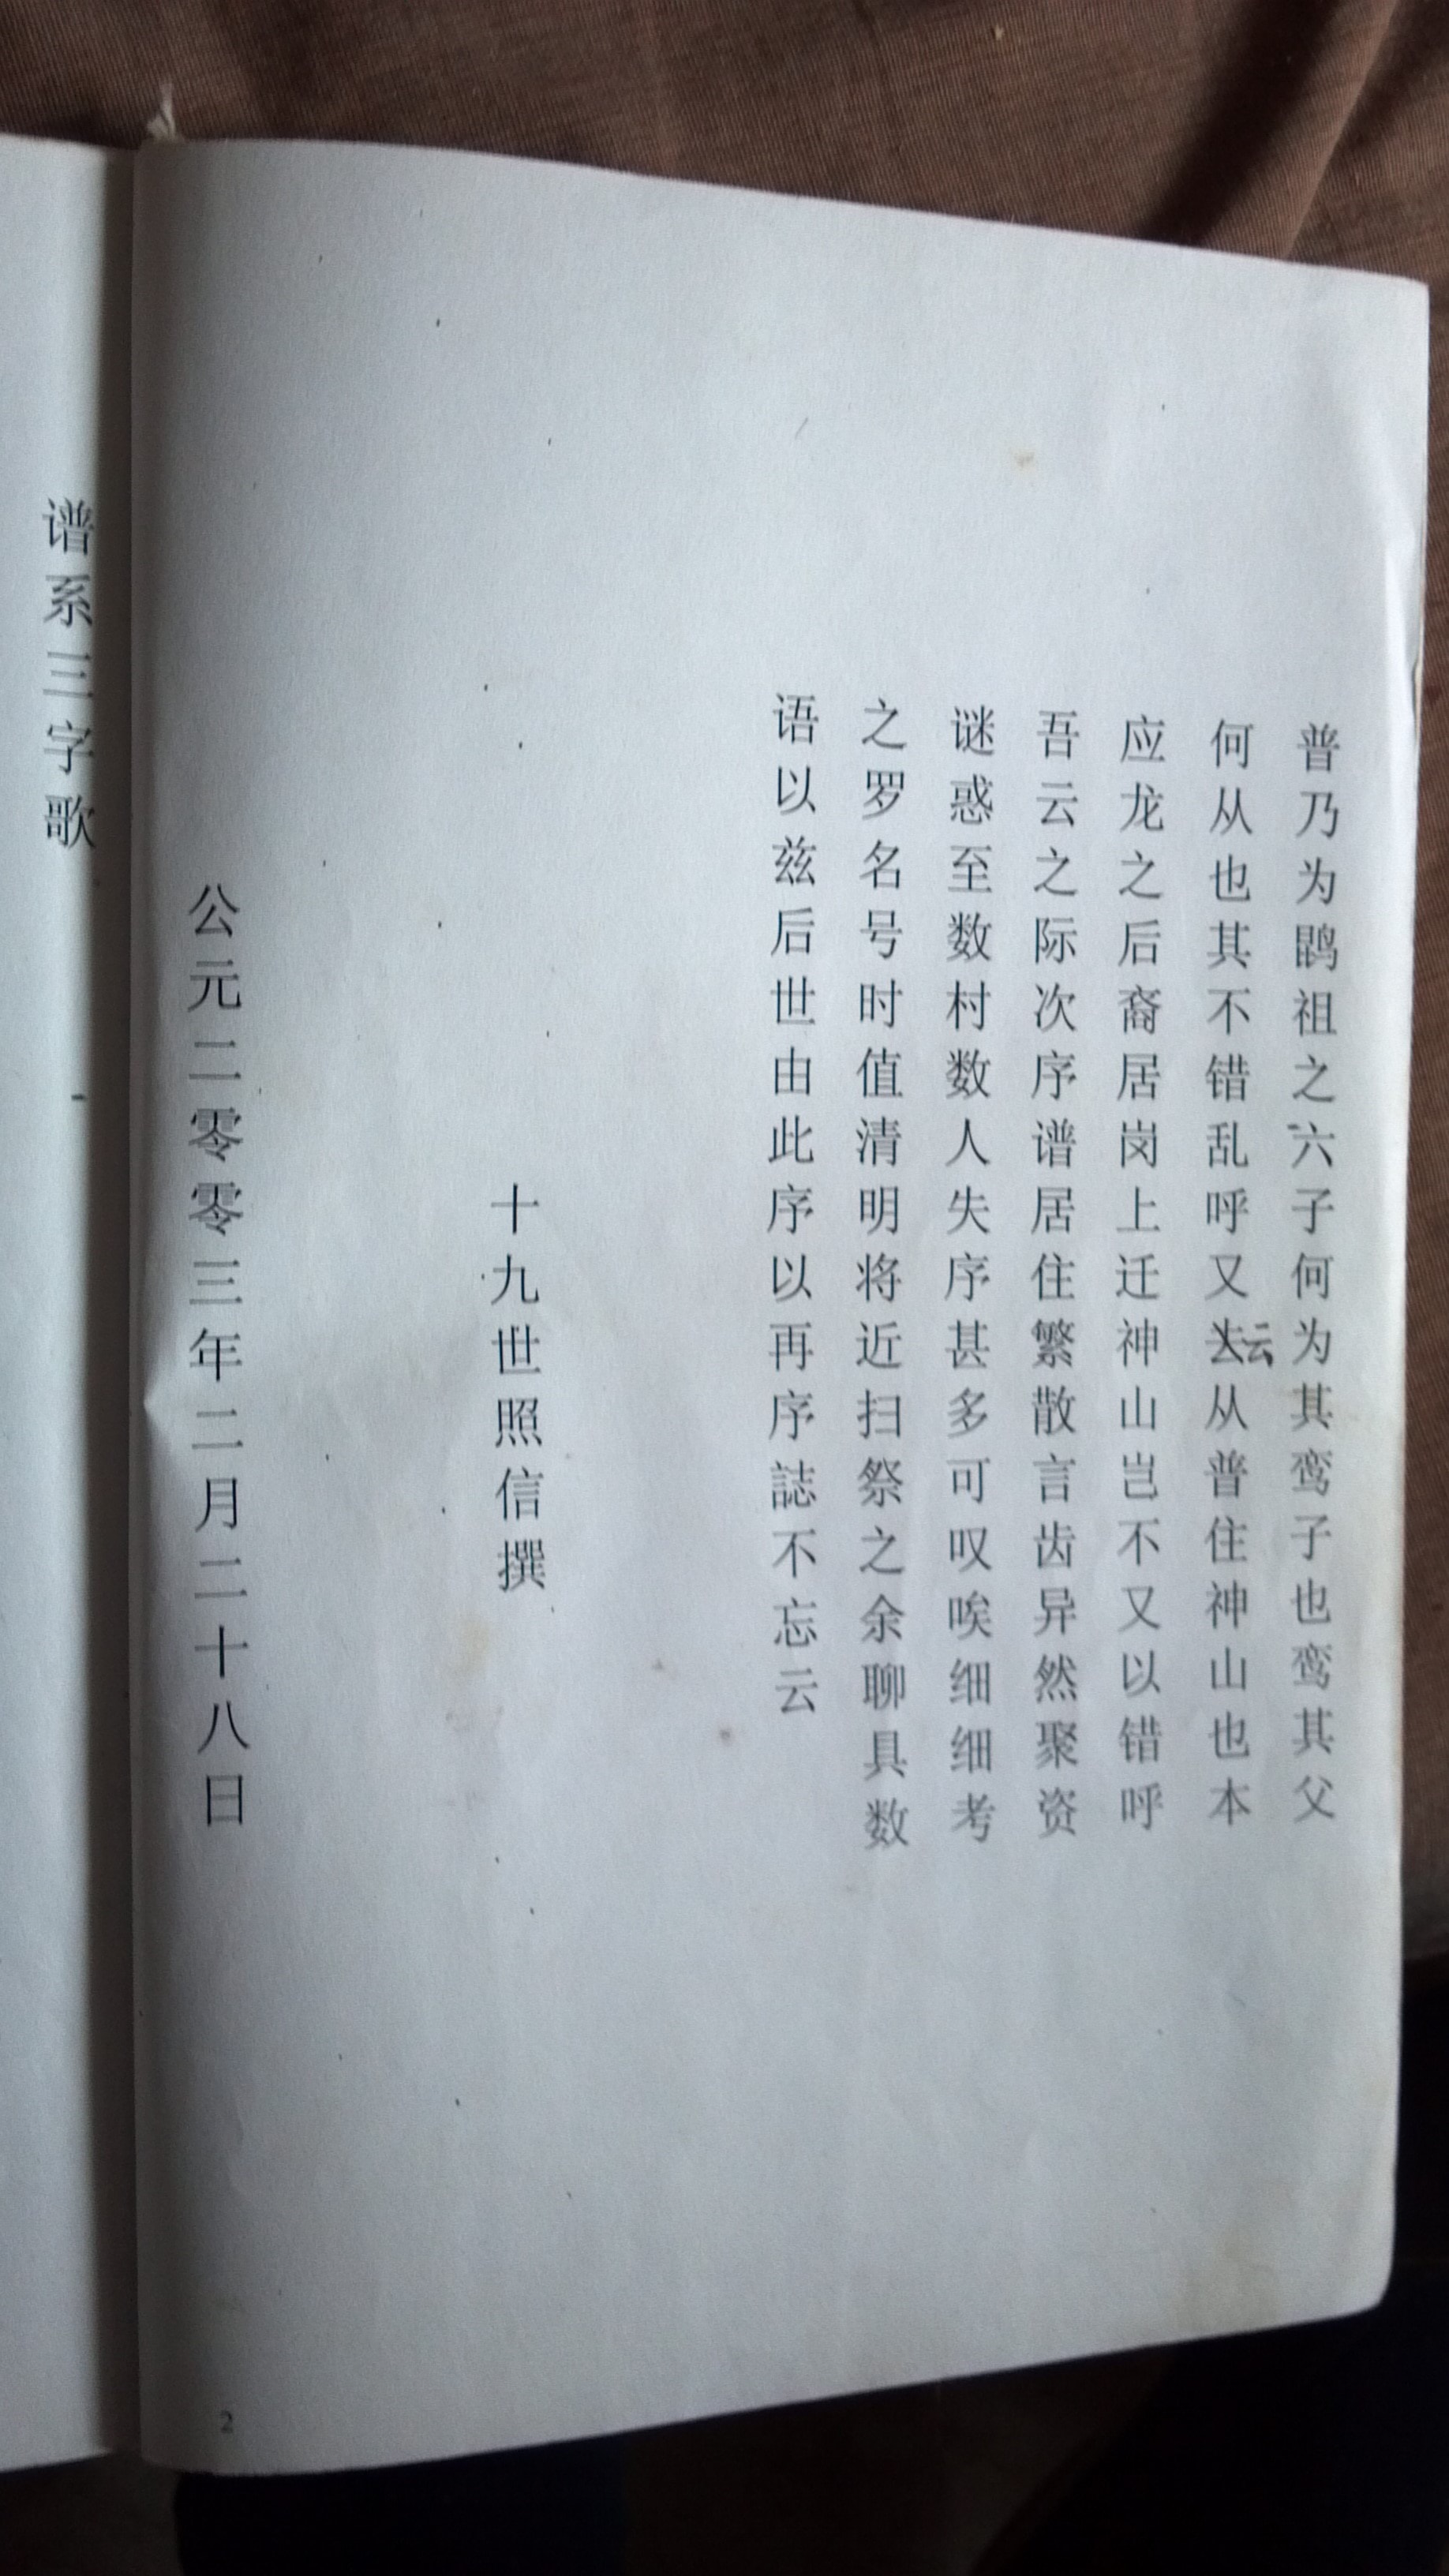 普乃为鹍祖之六子何为其鸾子也鸾其父
何从也其不错乱呼又云从普住神山也本
应龙之后裔居岗上迁神山岂不又以错呼
吾云之际次序谱居住繁散言齿异然聚资
谜惑至数村数人失序甚多可叹唉细细考
之罗名号时值清明将近扫祭之余聊具数
语以兹后世由此序以再序誌不忘云
十九世照信撰
公元二零零三年二月二十八日
2
谱系三字歌